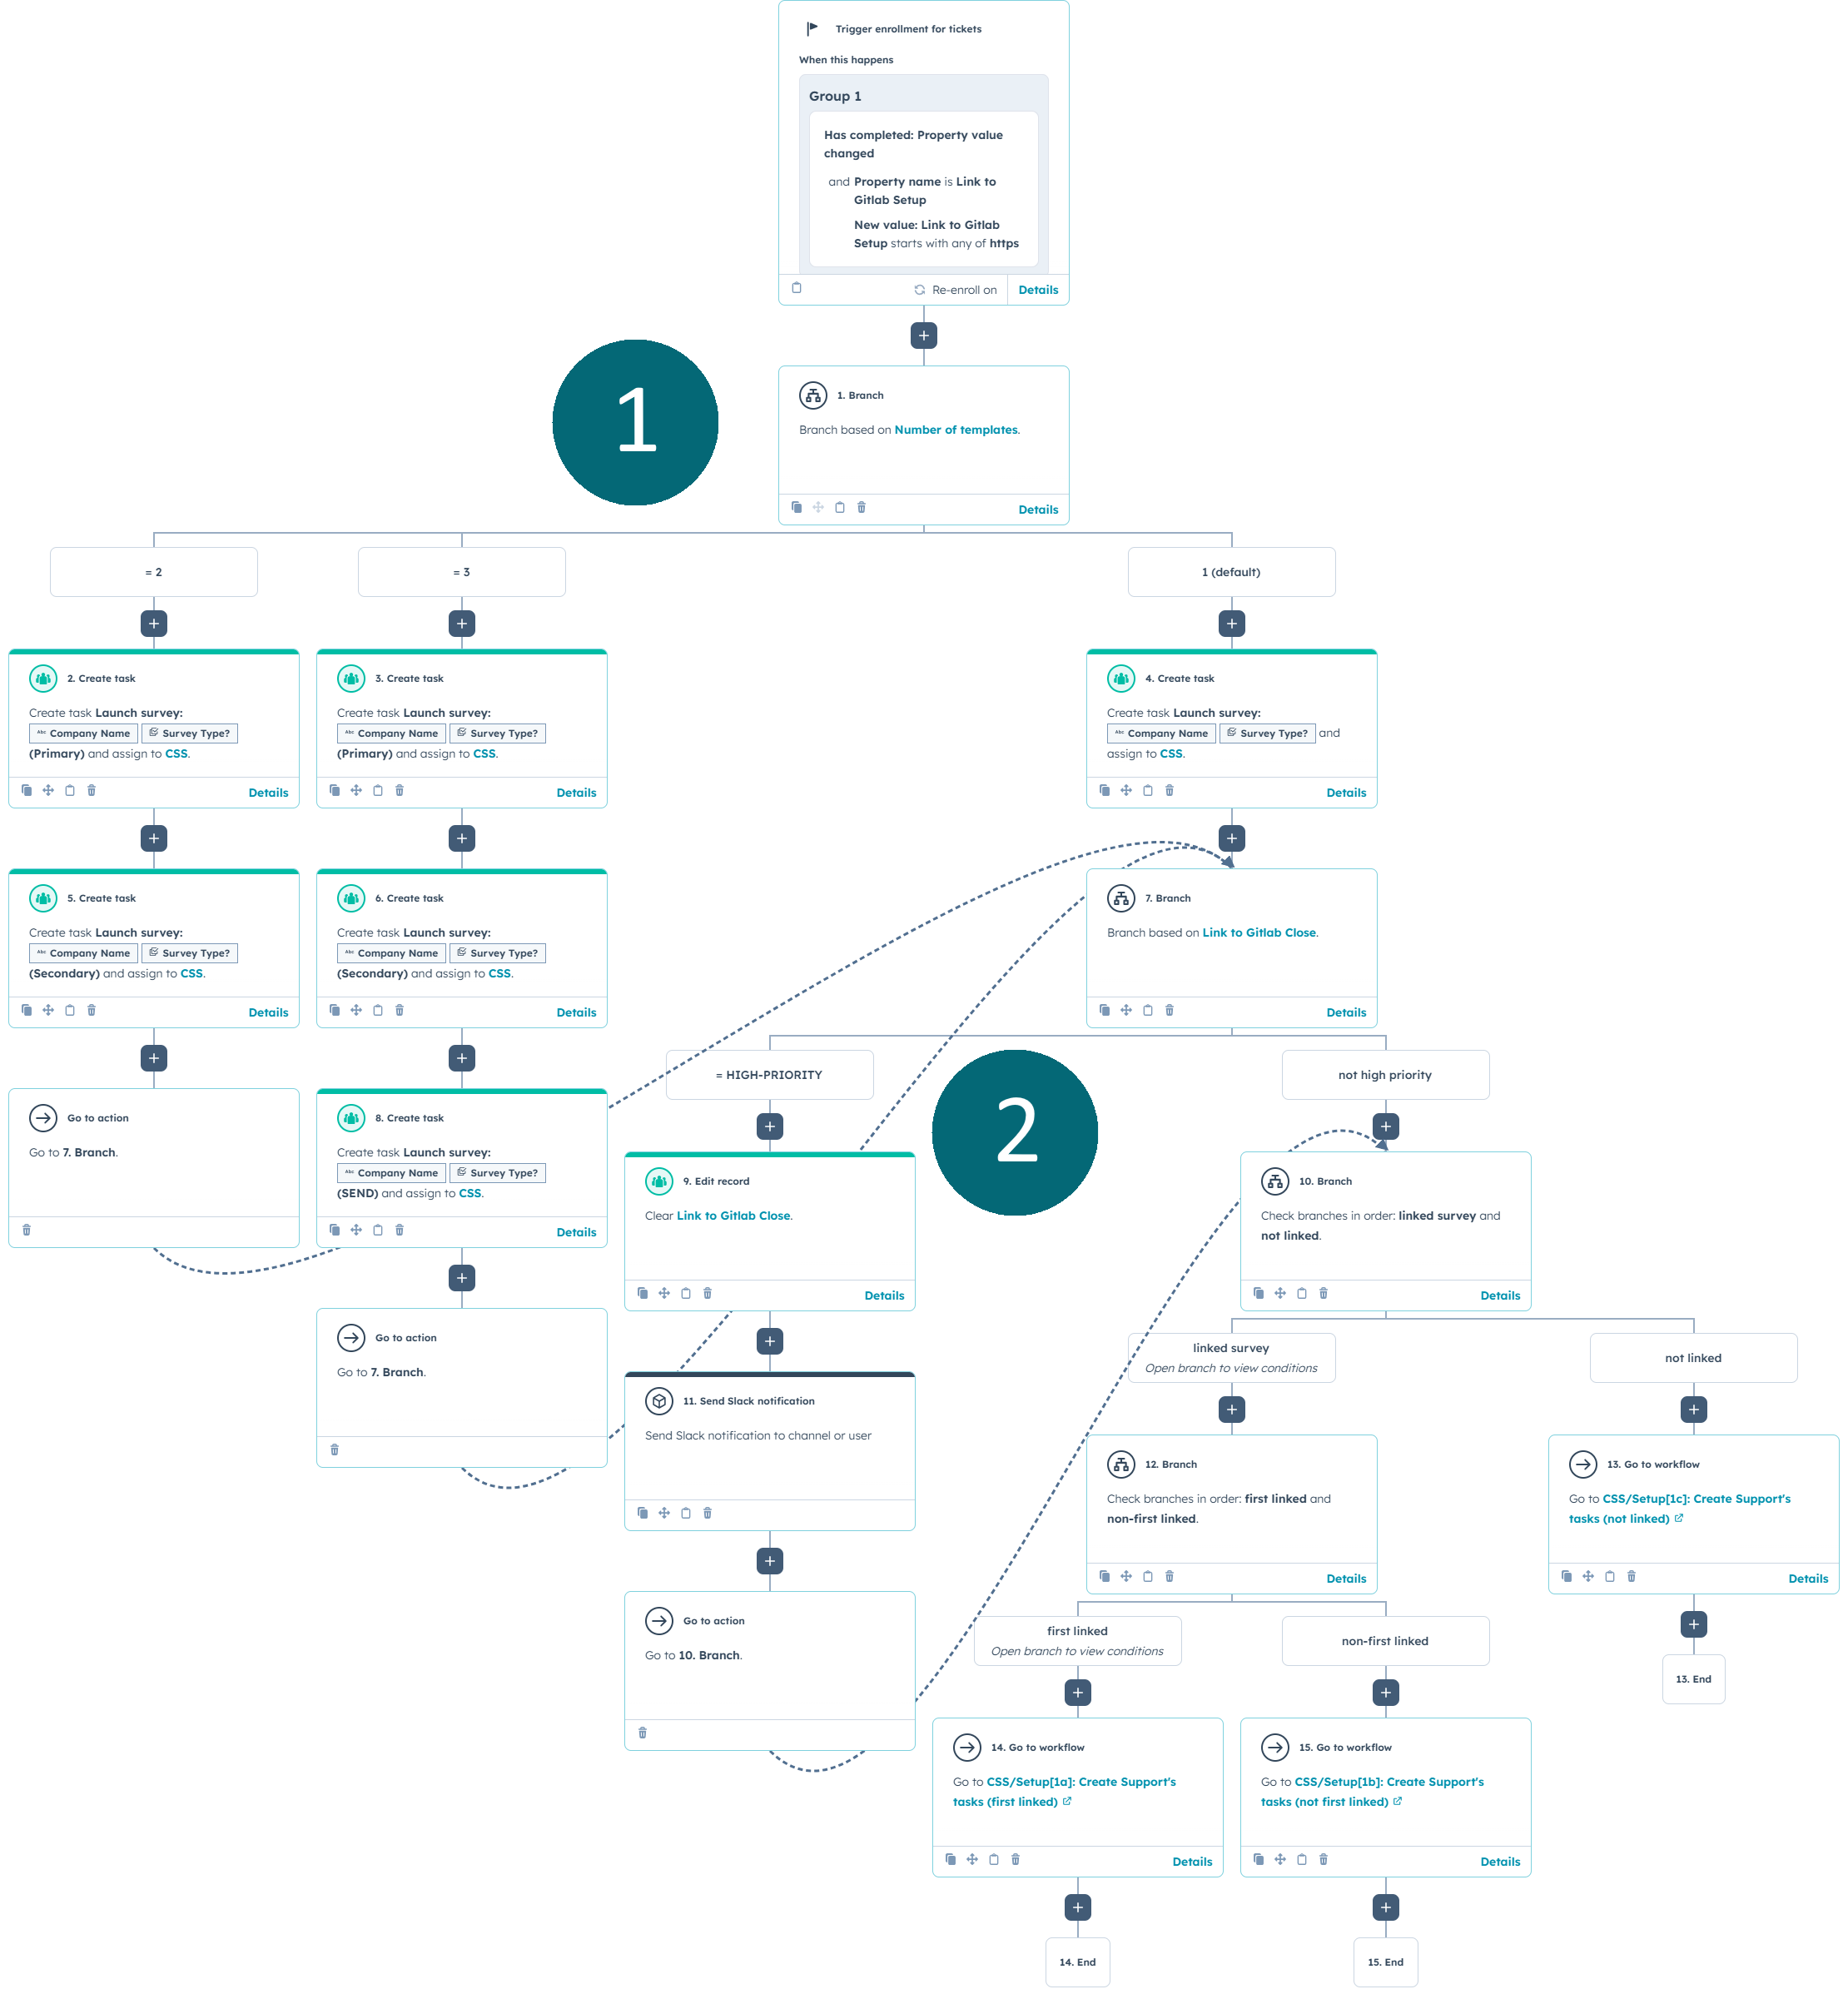 Trigger enrollment for tickets
When this happens
Group 1
Has completed: Property value
changed
and Property name is Link to
Gitlab Setup
New value: Link to Gitlab
Setup starts with any of https
Re-enroll on
Details
1
1. Branch
Branch based on Number of templates.
Details
= 2
= 3
1 (default)
2. Create task
Create task Launch survey:
Abc Company Name Survey Type?
(Primary) and assign to CSS.
Details
3. Create task
Create task Launch survey:
Abc Company Name Survey Type?
(Primary) and assign to CSS.
Details
4. Create task
Create task Launch survey:
Abc Company Name Survey Type? and
assign to CSS.
Details
5. Create task
Create task Launch survey:
Abc Company Name Survey Type?
(Secondary) and assign to CSS.
Details
6. Create task
Create task Launch survey:
Abc Company Name Survey Type?
(Secondary) and assign to CSS.
Details
7. Branch
Branch based on Link to Gitlab Close.
Details
= HIGH-PRIORITY
2
not high priority
Go to action
Go to 7. Branch.
8. Create task
Create task Launch survey:
Abc Company Name Survey Type?
(SEND) and assign to CSS.
Details
9. Edit record
Clear Link to Gitlab Close.
Details
10. Branch
Check branches in order: linked survey and
not linked.
Details
Go to action
Go to 7. Branch.
linked survey
Open branch to view conditions
not linked
11. Send Slack notification
Send Slack notification to channel or user
12. Branch
Check branches in order: first linked and
non-first linked.
Details
13. Go to workflow
Go to CSS/Setup[1c]: Create Support's
tasks (not linked)
Details
Go to action
Go to 10. Branch.
first linked
Open branch to view conditions
non-first linked
13. End
14. Go to workflow
Go to CSS/Setup[1a]: Create Support's
tasks (first linked)
Details
15. Go to workflow
Go to CSS/Setup[1b]: Create Support's
tasks (not first linked)
Details
14. End
15. End